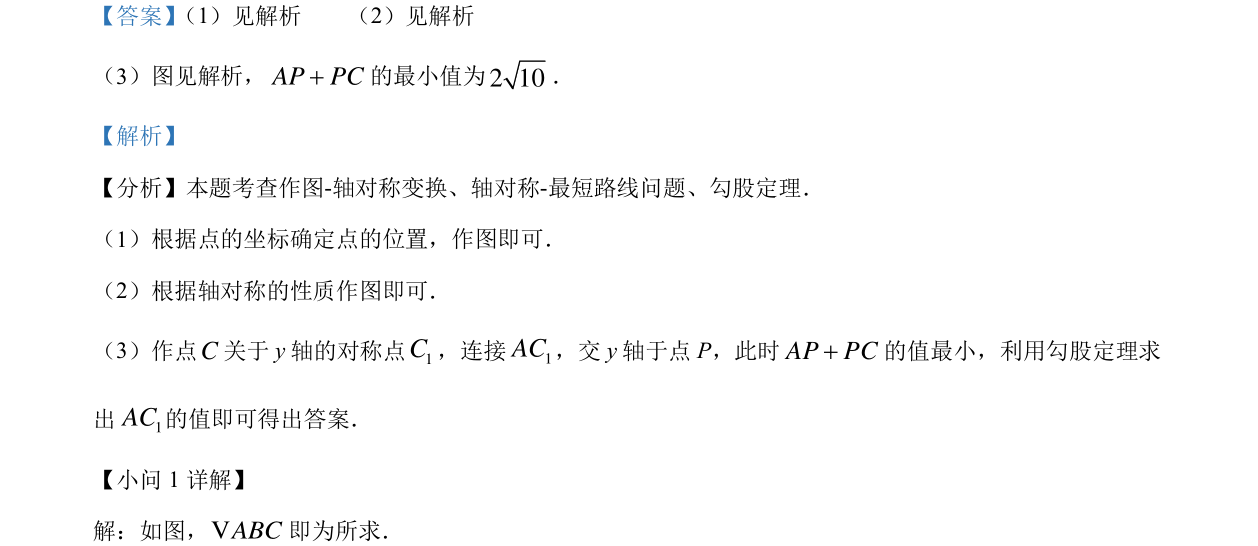 【答案】（1）见解析 （2）见解析
（3）图见解析， AP + PC 的最小值为 2√10 ．
【解析】
【分析】本题考查作图-轴对称变换、轴对称-最短路线问题、勾股定理．
（1）根据点的坐标确定点的位置，作图即可．
（2）根据轴对称的性质作图即可．
（3）作点 C 关于 y 轴的对称点 C₁ ，连接 AC₁ ，交 y 轴于点 P，此时 AP + PC 的值最小，利用勾股定理求
出 AC₁ 的值即可得出答案．
【小问 1 详解】
解：如图，VABC 即为所求．